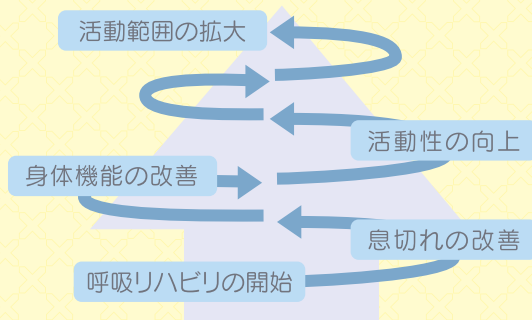 活動範囲の拡大
活動性の向上
身体機能の改善
息切れの改善
呼吸リハビリの開始